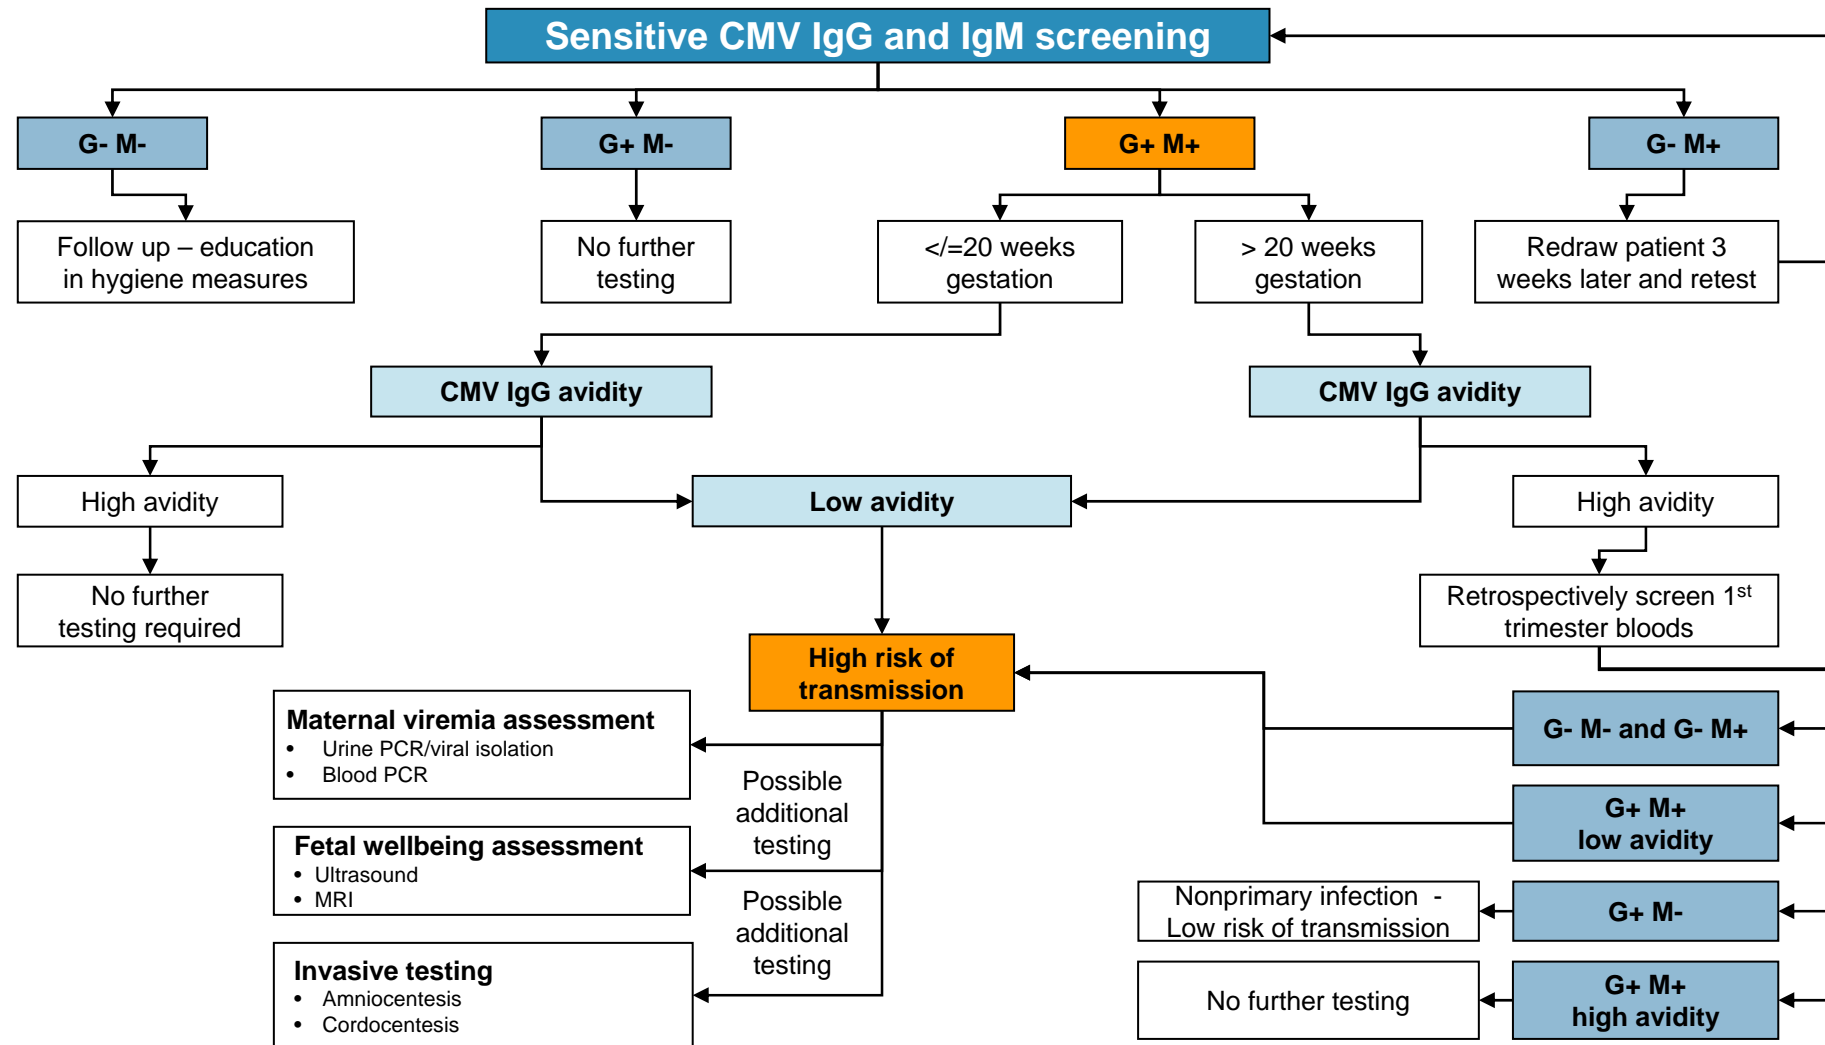 Sensitive CMV IgG and IgM screening
G- M-
G+ M-
G+ M+
G- M+
Follow up – education
in hygiene measures
No further
testing
</=20 weeks
gestation
> 20 weeks
gestation
Redraw patient 3
weeks later and retest
CMV IgG avidity
CMV IgG avidity
High avidity
Low avidity
High avidity
No further
testing required
Retrospectively screen 1st
trimester bloods
High risk of
transmission
Maternal viremia assessment
• Urine PCR/viral isolation
• Blood PCR
Possible
additional
testing
Fetal wellbeing assessment
• Ultrasound
• MRI
Possible
additional
testing
Invasive testing
• Amniocentesis
• Cordocentesis
G- M- and G- M+
G+ M+
low avidity
Nonprimary infection -
Low risk of transmission
G+ M-
No further testing
G+ M+
high avidity